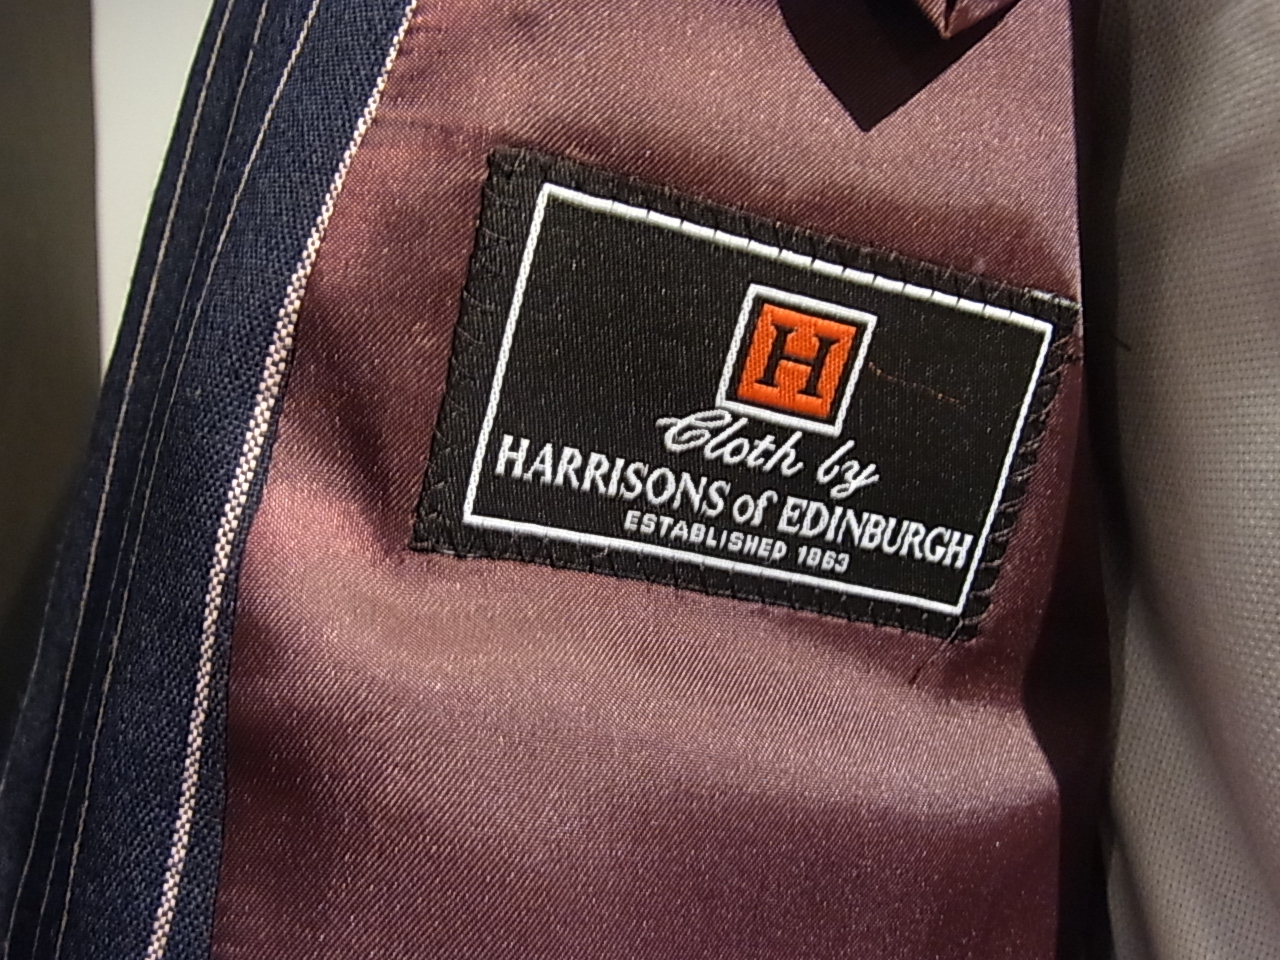 H
Cloth by
HARRISONS of EDINBURGH
ESTABLISHED 1863